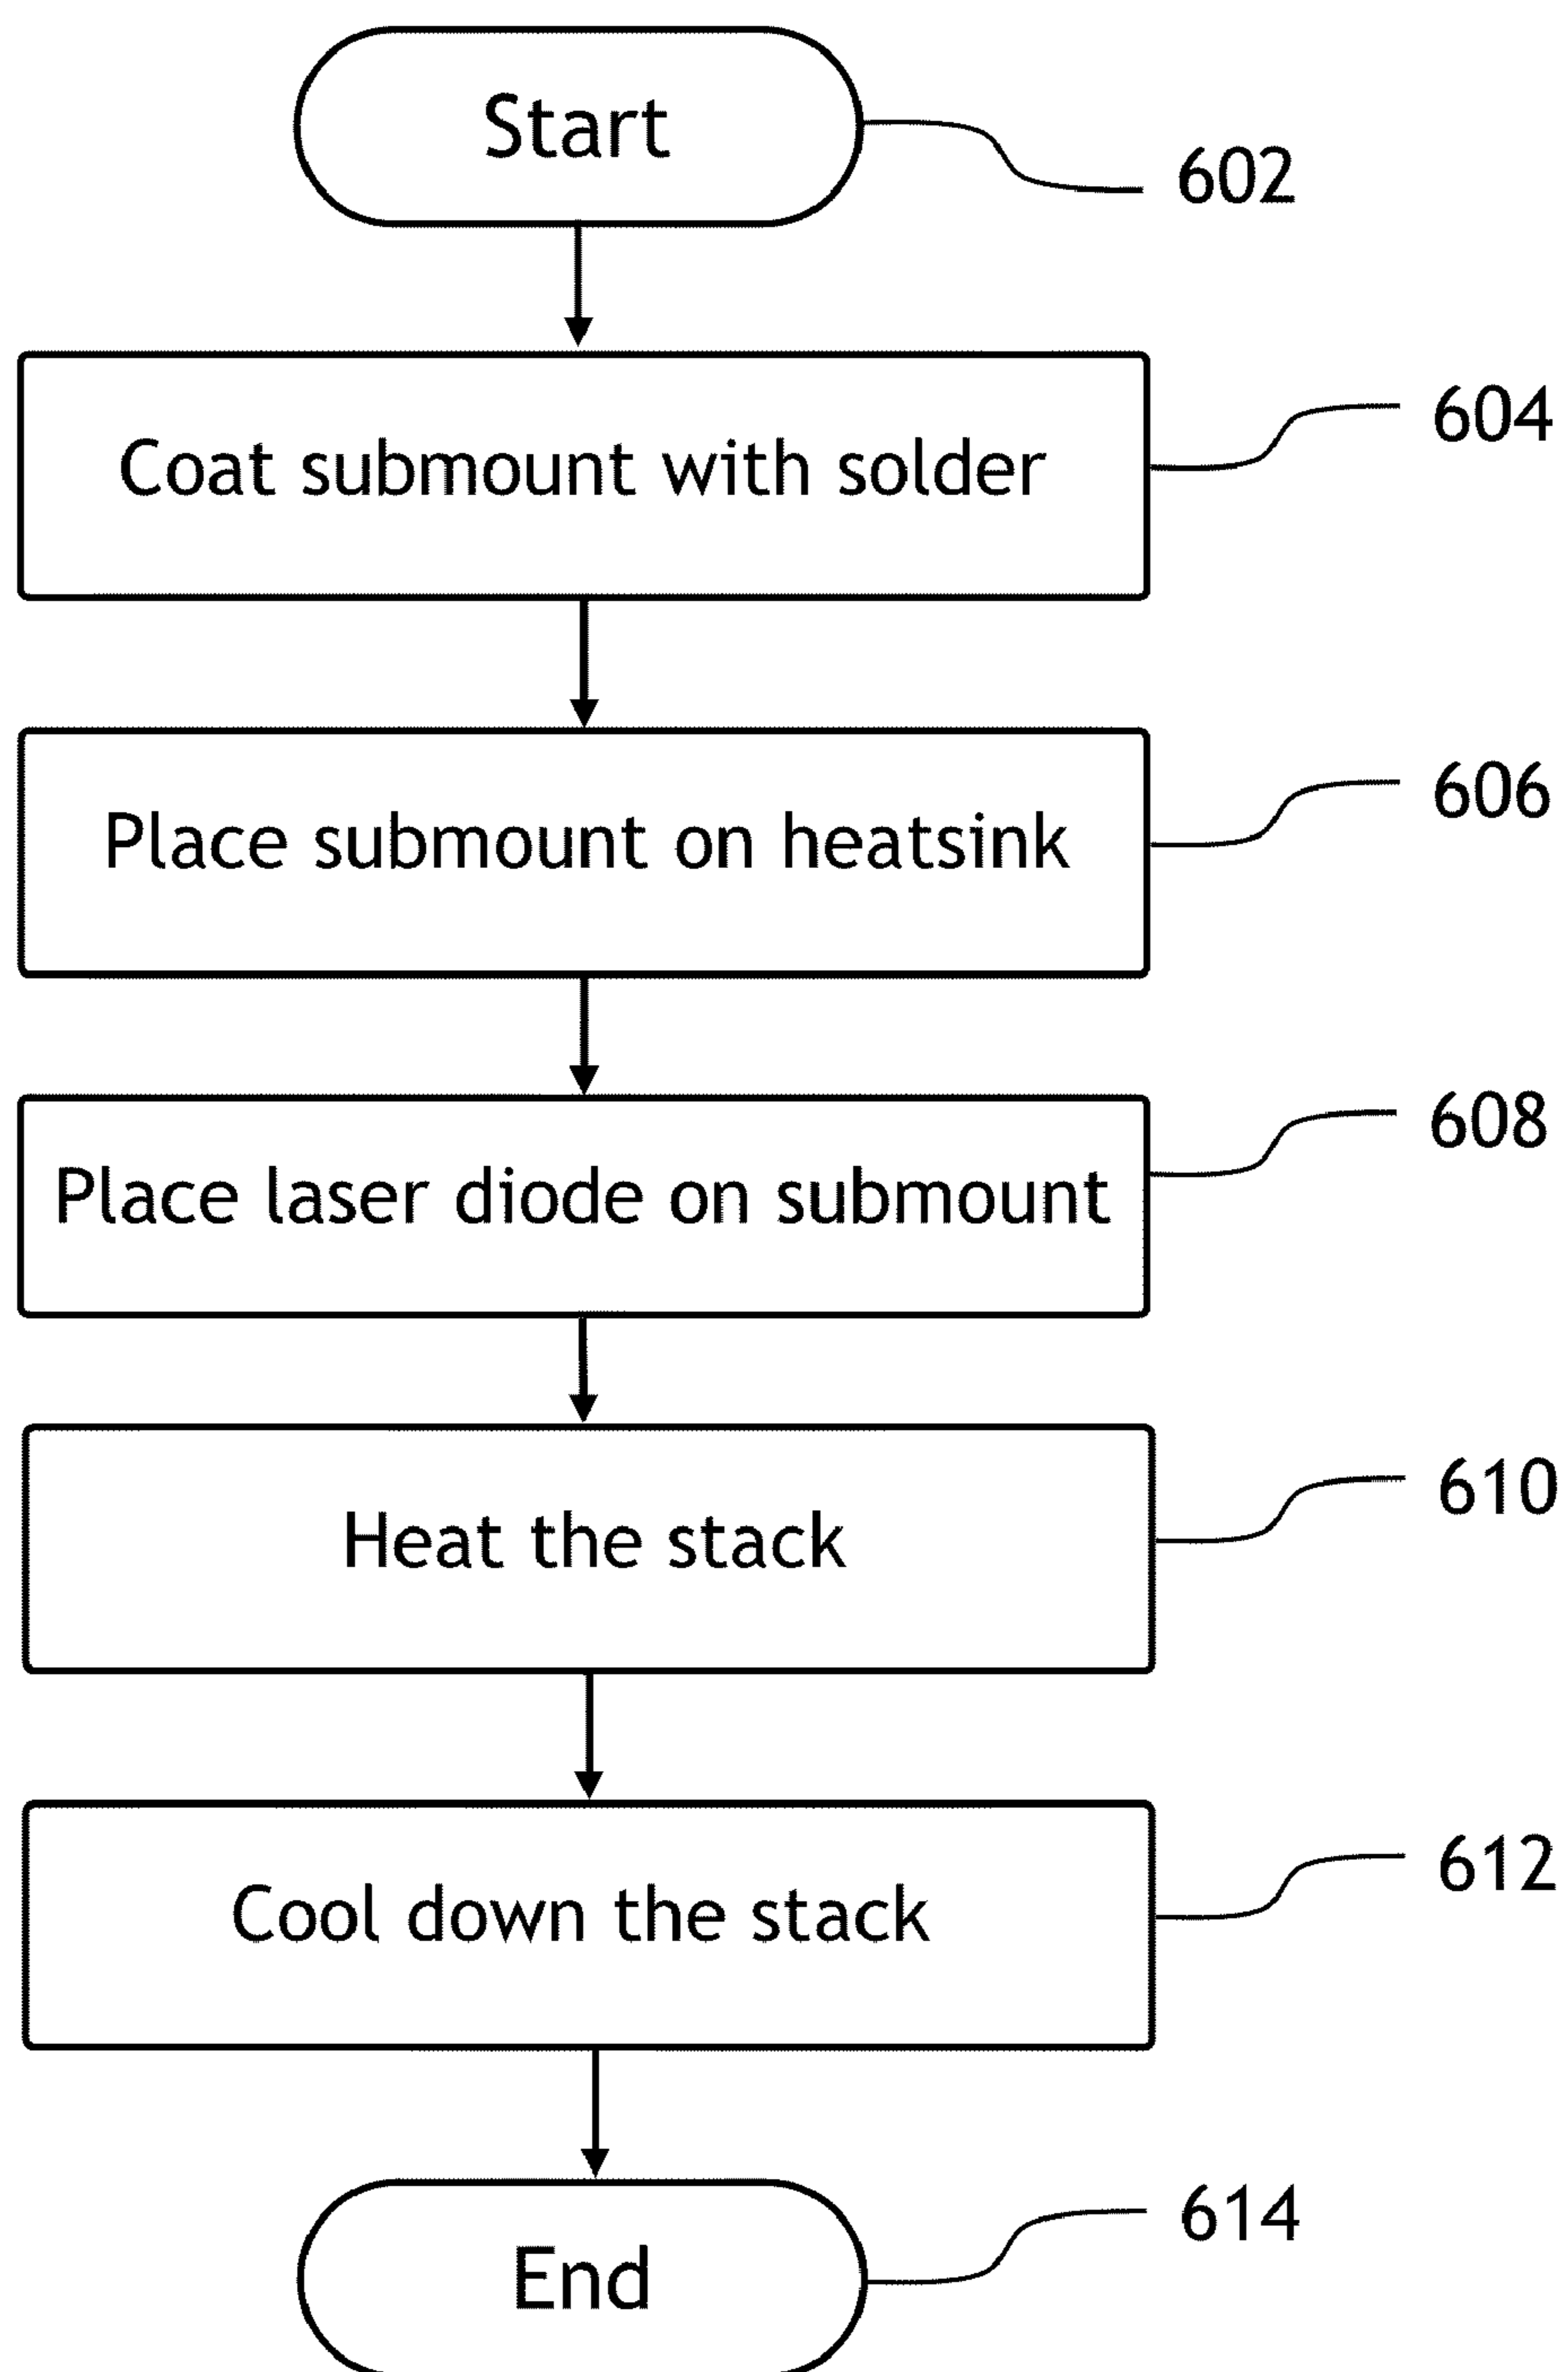 Start
602
Coat submount with solder
604
Place submount on heatsink
606
Place laser diode on submount
608
Heat the stack
610
Cool down the stack
612
End
614